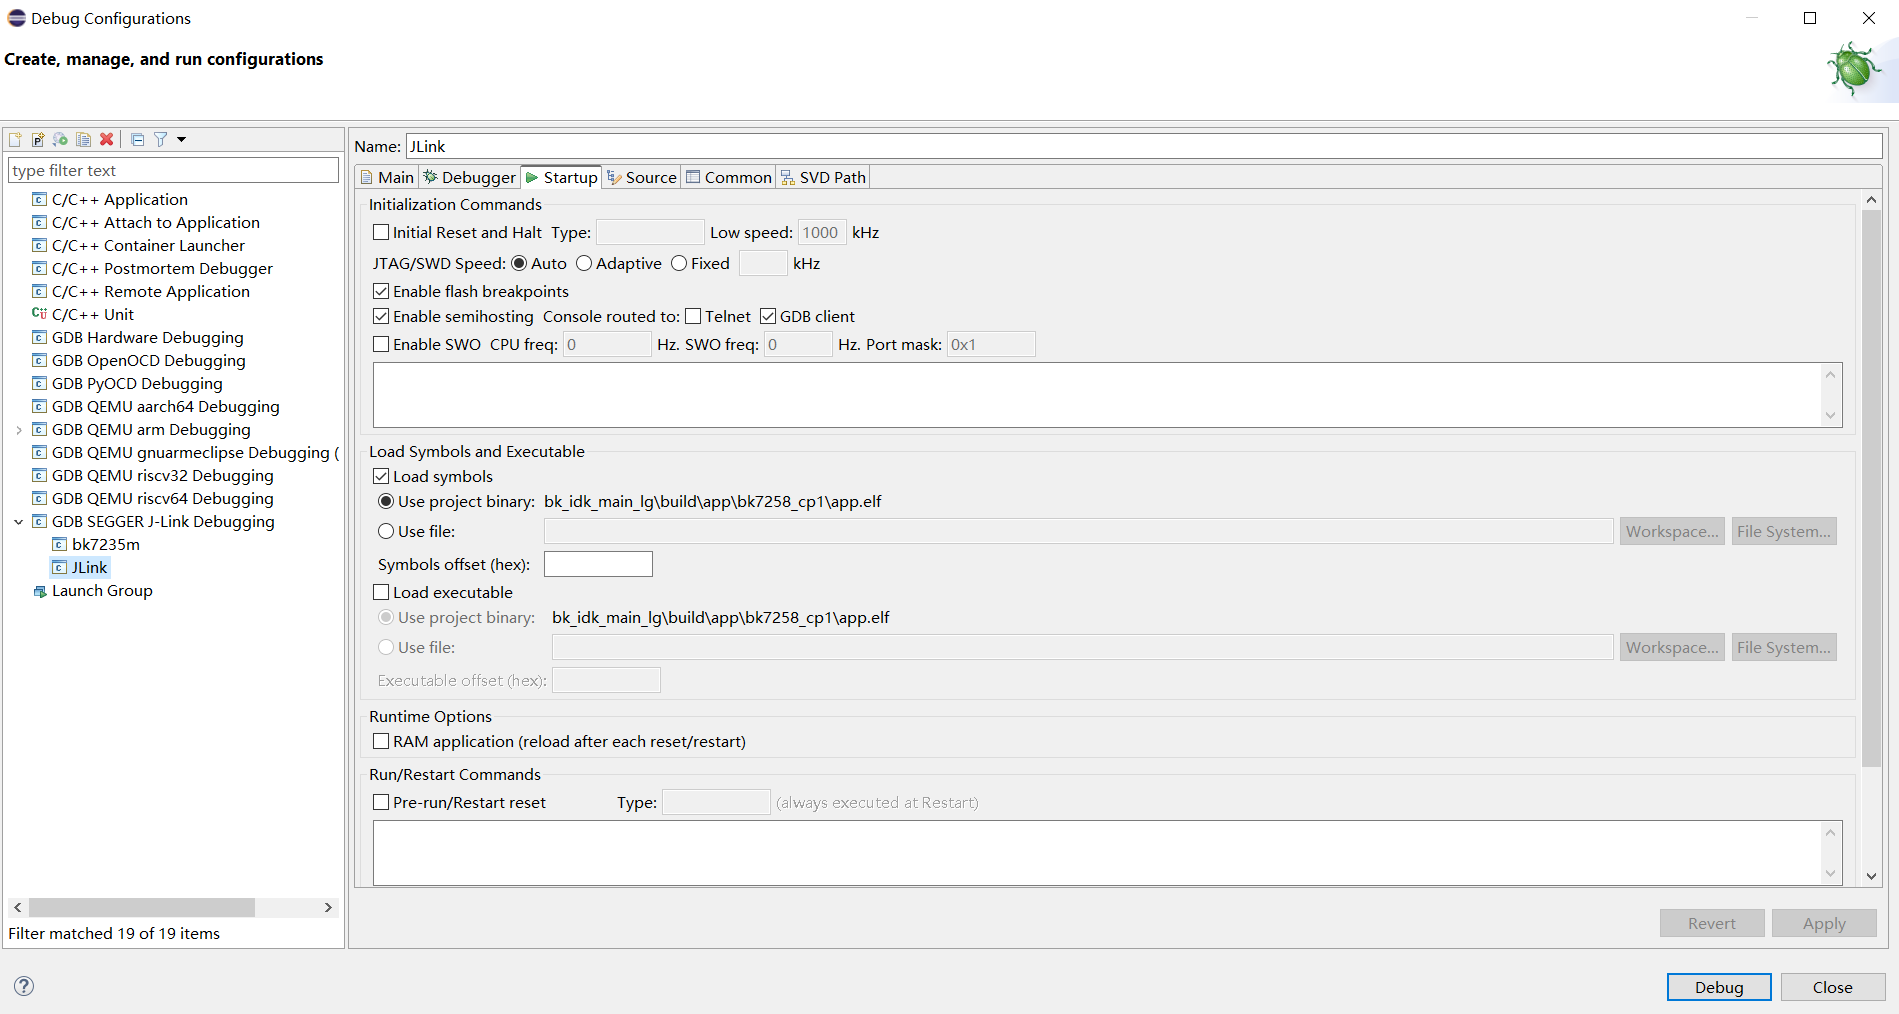 Debug Configurations
Create, manage, and run configurations
type filter text
C/C++ Application
C/C++ Attach to Application
C/C++ Container Launcher
C/C++ Postmortem Debugger
C/C++ Remote Application
C/C++ Unit
GDB Hardware Debugging
GDB OpenOCD Debugging
GDB PyOCD Debugging
GDB QEMU aarch64 Debugging
GDB QEMU arm Debugging
GDB QEMU gnuarmeclipse Debugging (
GDB QEMU riscv32 Debugging
GDB QEMU riscv64 Debugging
GDB SEGGER J-Link Debugging
bk7235m
JLink
Launch Group
Filter matched 19 of 19 items
Name: JLink
Main Debugger Startup Source Common SVD Path
Initialization Commands
Initial Reset and Halt Type: Low speed: 1000 kHz
JTAG/SWD Speed: Auto Adaptive Fixed kHz
Enable flash breakpoints
Enable semihosting Console routed to: Telnet GDB client
Enable SWO CPU freq: 0 Hz. SWO freq: 0 Hz. Port mask: 0x1
Load Symbols and Executable
Load symbols
Use project binary: bk_idk_main_lg\build\app\bk7258_cp1\app.elf
Use file: Workspace... File System...
Symbols offset (hex):
Load executable
Use project binary: bk_idk_main_lg\build\app\bk7258_cp1\app.elf
Use file: Workspace... File System...
Executable offset (hex):
Runtime Options
RAM application (reload after each reset/restart)
Run/Restart Commands
Pre-run/Restart reset Type: (always executed at Restart)
Revert Apply
Debug Close